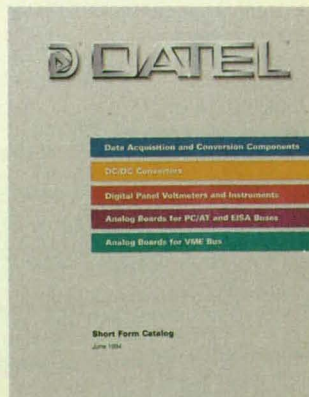 DATEL
Data Acquisition and Conversion Components
DC/DC Converters
Digital Panel Voltmeters and Instruments
Analog Boards for PC/AT and EISA Buses
Analog Boards for VME Bus
Short Form Catalog
June 1994